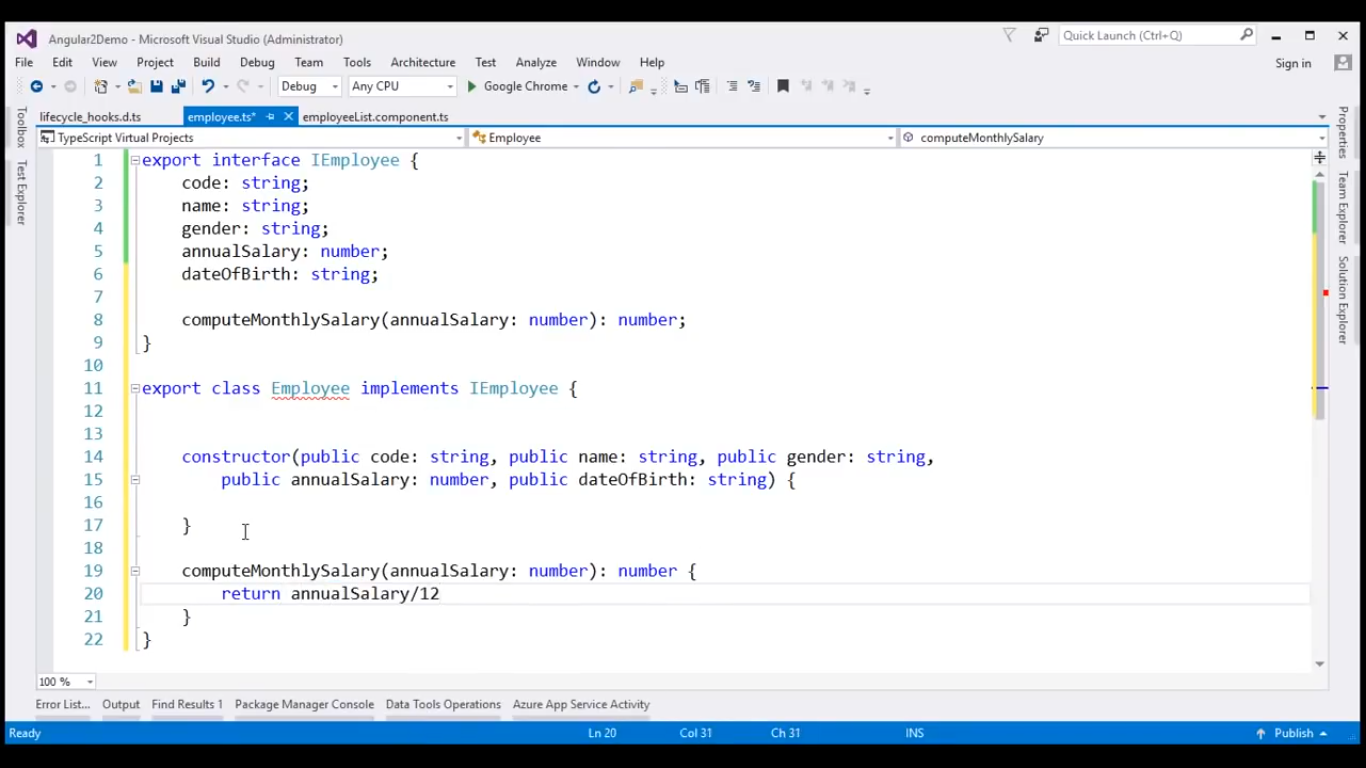 Angular2Demo - Microsoft Visual Studio (Administrator) Quick Launch (Ctrl+Q)
File Edit View Project Build Debug Team Tools Architecture Test Analyze Window Help Sign in
Debug Any CPU Google Chrome
lifecycle_hooks.d.ts employee.ts* employeeList.component.ts
TypeScript Virtual Projects Employee computeMonthlySalary
Toolbox
Test Explorer
Properties
Team Explorer
Solution Explorer
1 export interface IEmployee {
2 code: string;
3 name: string;
4 gender: string;
5 annualSalary: number;
6 dateOfBirth: string;
7
8 computeMonthlySalary(annualSalary: number): number;
9 }
10
11 export class Employee implements IEmployee {
12
13
14 constructor(public code: string, public name: string, public gender: string,
15 public annualSalary: number, public dateOfBirth: string) {
16
17 }
18
19 computeMonthlySalary(annualSalary: number): number {
20 return annualSalary/12
21 }
22 }
100 %
Error List... Output Find Results 1 Package Manager Console Data Tools Operations Azure App Service Activity
Ready Ln 20 Col 31 Ch 31 INS Publish